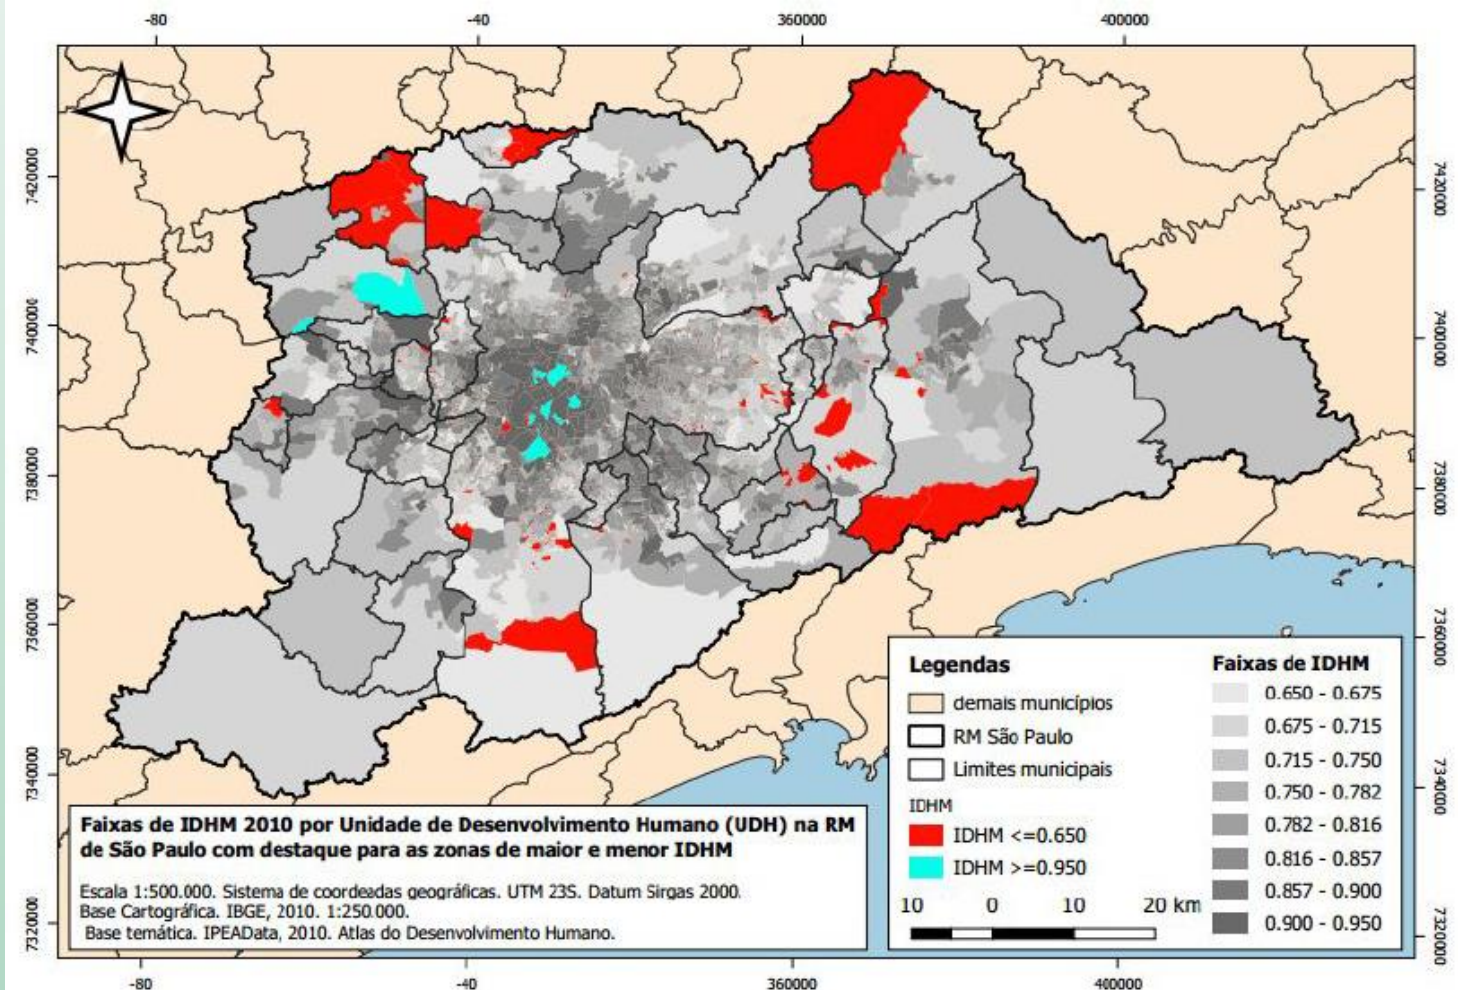 -80 -40 360000 400000
7420000
7400000
7380000
7360000
7340000
7320000
7420000
7400000
7380000
7360000
7340000
7320000
Legendas
demais municípios
RM São Paulo
Limites municipais
IDHM
IDHM <=0.650
IDHM >=0.950
10 0 10 20 km
Faixas de IDHM
0.650 - 0.675
0.675 - 0.715
0.715 - 0.750
0.750 - 0.782
0.782 - 0.816
0.816 - 0.857
0.857 - 0.900
0.900 - 0.950
Faixas de IDHM 2010 por Unidade de Desenvolvimento Humano (UDH) na RM
de São Paulo com destaque para as zonas de maior e menor IDHM
Escala 1:500.000. Sistema de coordeadas geográficas. UTM 23S. Datum Sirgas 2000.
Base Cartográfica. IBGE, 2010. 1:250.000.
Base temática. IPEAData, 2010. Atlas do Desenvolvimento Humano.
-80 -40 360000 400000